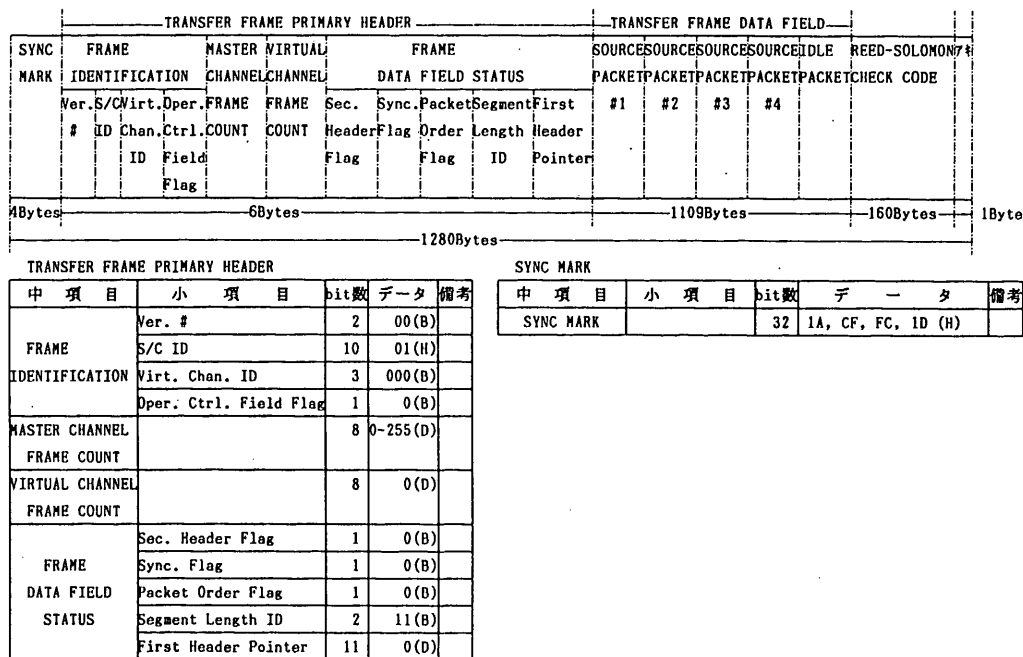 TRANSFER FRAME PRIMARY HEADER TRANSFER FRAME DATA FIELD
SYNC FRAME MASTER VIRTUAL FRAME SOURCE SOURCE SOURCE SOURCE IDLE REED-SOLOMON
MARK IDENTIFICATION CHANNEL CHANNEL DATA FIELD STATUS PACKET PACKET PACKET PACKET PACKET CHECK CODE
Ver. S/C Virt. Oper. FRAME FRAME Sec. Sync. Packet Segment First #1 #2 #3 #4
# ID Chan. Ctrl. COUNT COUNT Header Flag Order Length Header
ID Field Flag Flag ID Pointer
Flag
4Bytes 6Bytes 1109Bytes 160Bytes 1Byte
1280Bytes
TRANSFER FRAME PRIMARY HEADER
中 項 目 小 項 目 bit数 データ 備考
FRAME IDENTIFICATION Ver. # 2 00(B)
S/C ID 10 01(H)
Virt. Chan. ID 3 000(B)
Oper. Ctrl. Field Flag 1 0(B)
MASTER CHANNEL 8 0~255(D)
FRAME COUNT
VIRTUAL CHANNEL 8 0(D)
FRAME COUNT
FRAME DATA FIELD STATUS Sec. Header Flag 1 0(B)
Sync. Flag 1 0(B)
Packet Order Flag 1 0(B)
Segment Length ID 2 11(B)
First Header Pointer 11 0(D)
SYNC MARK
中 項 目 小 項 目 bit数 デ ー タ 備考
SYNC MARK 32 1A, CF, FC, 1D (H)